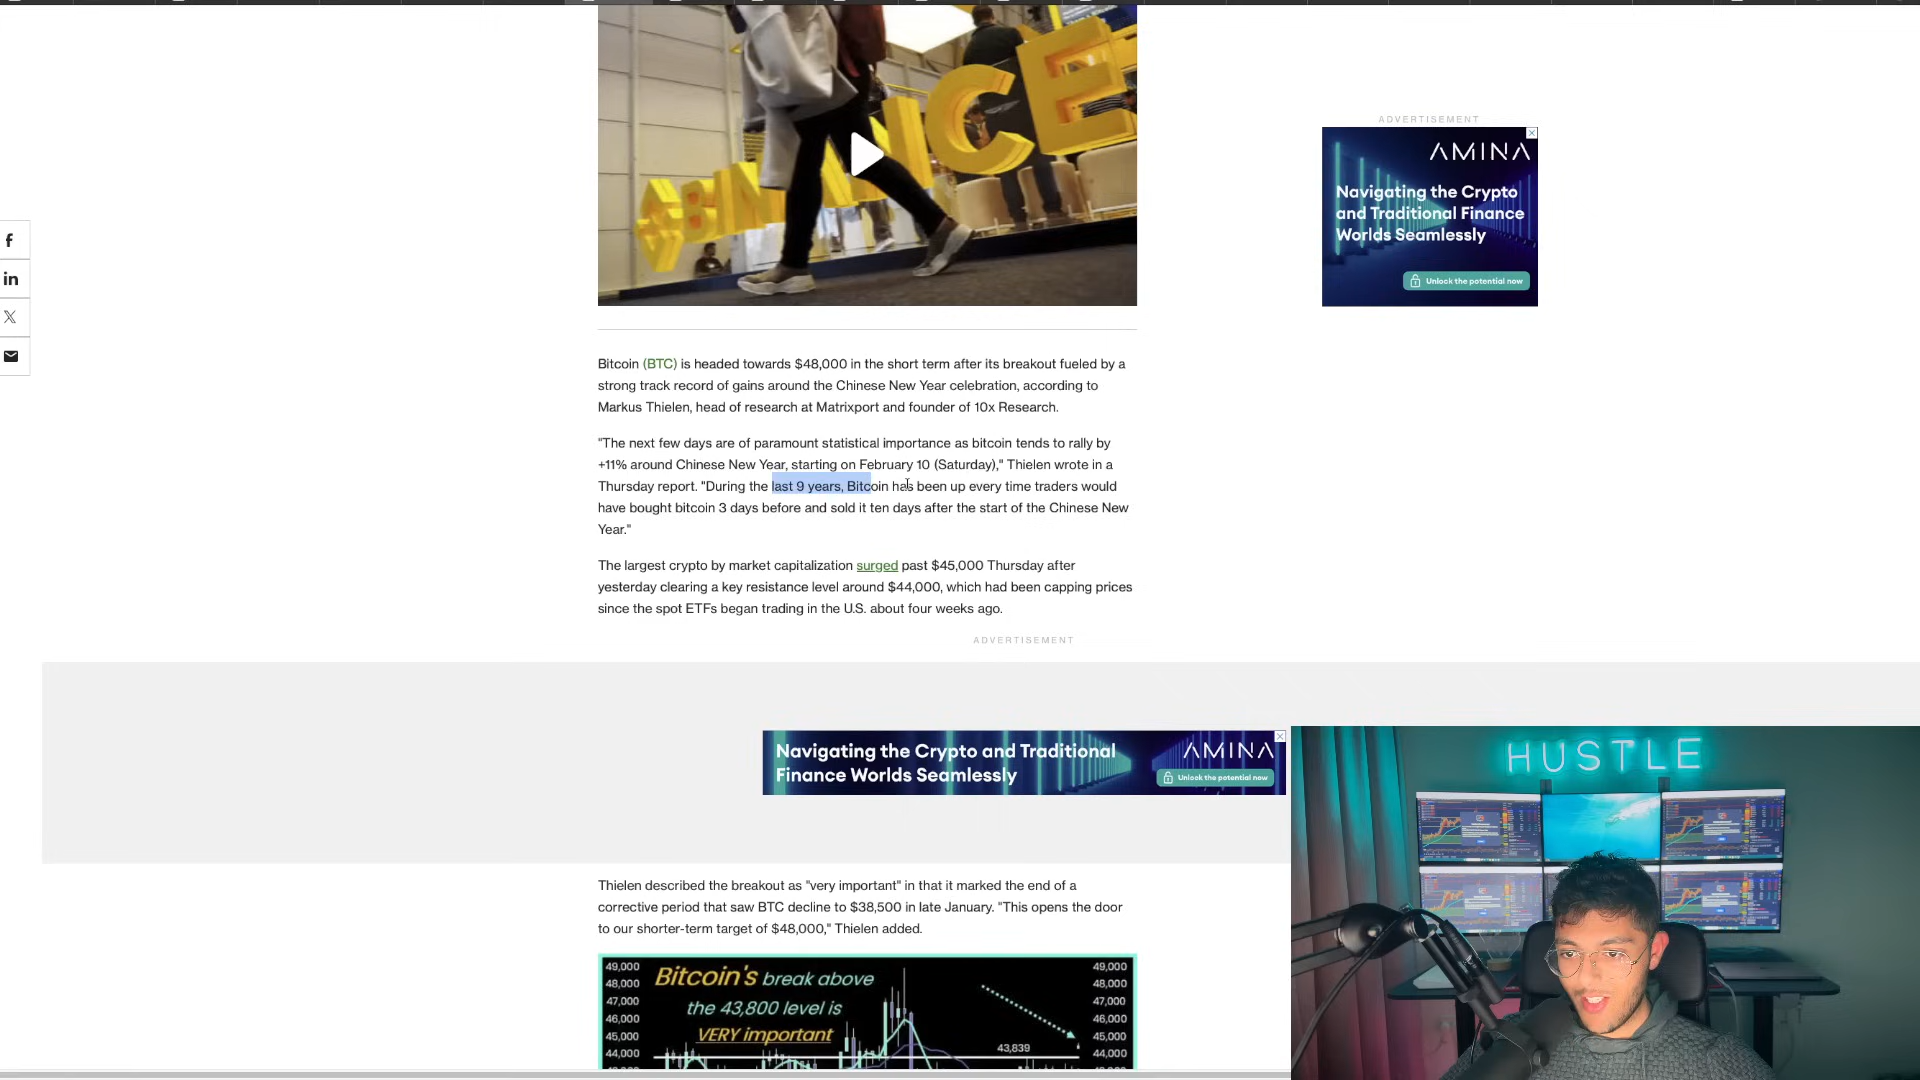 BINANCE
ADVERTISEMENT
AMINA
Navigating the Crypto
and Traditional Finance
Worlds Seamlessly
Unlock the potential now
f
in
X
Bitcoin (BTC) is headed towards $48,000 in the short term after its breakout fueled by a
strong track record of gains around the Chinese New Year celebration, according to
Markus Thielen, head of research at Matrixport and founder of 10x Research.
"The next few days are of paramount statistical importance as bitcoin tends to rally by
+11% around Chinese New Year, starting on February 10 (Saturday)," Thielen wrote in a
Thursday report. "During the last 9 years, Bitcoin has been up every time traders would
have bought bitcoin 3 days before and sold it ten days after the start of the Chinese New
Year."
The largest crypto by market capitalization surged past $45,000 Thursday after
yesterday clearing a key resistance level around $44,000, which had been capping prices
since the spot ETFs began trading in the U.S. about four weeks ago.
ADVERTISEMENT
Navigating the Crypto and Traditional
Finance Worlds Seamlessly
AMINA
Unlock the potential now
HUSTLE
Thielen described the breakout as "very important" in that it marked the end of a
corrective period that saw BTC decline to $38,500 in late January. "This opens the door
to our shorter-term target of $48,000," Thielen added.
49,000
48,000
47,000
46,000
45,000
44,000
Bitcoin's break above
the 43,800 level is
VERY important
43,839
49,000
48,000
47,000
46,000
45,000
44,000